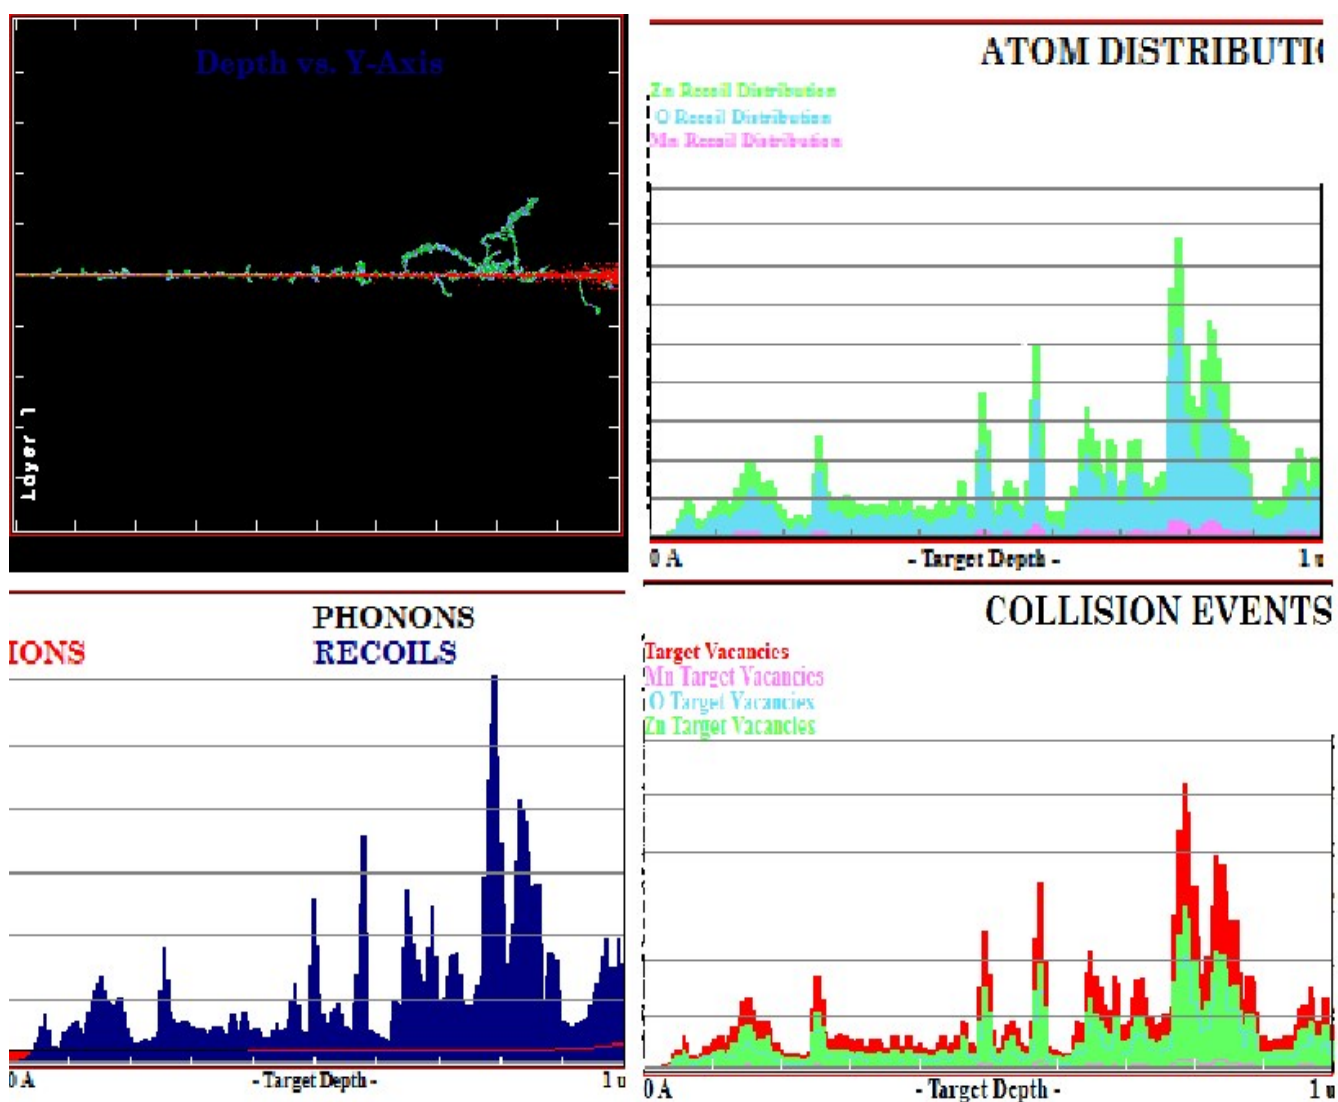 Depth vs. Y-Axis
Layer 1
ATOM DISTRIBUTI
Zn Recoil Distribution
O Recoil Distribution
Mn Recoil Distribution
0 A
- Target Depth -
1 u
PHONONS
IONS
RECOILS
0 A
- Target Depth -
1 u
COLLISION EVENTS
Target Vacancies
Mn Target Vacancies
O Target Vacancies
Zn Target Vacancies
0 A
- Target Depth -
1 u